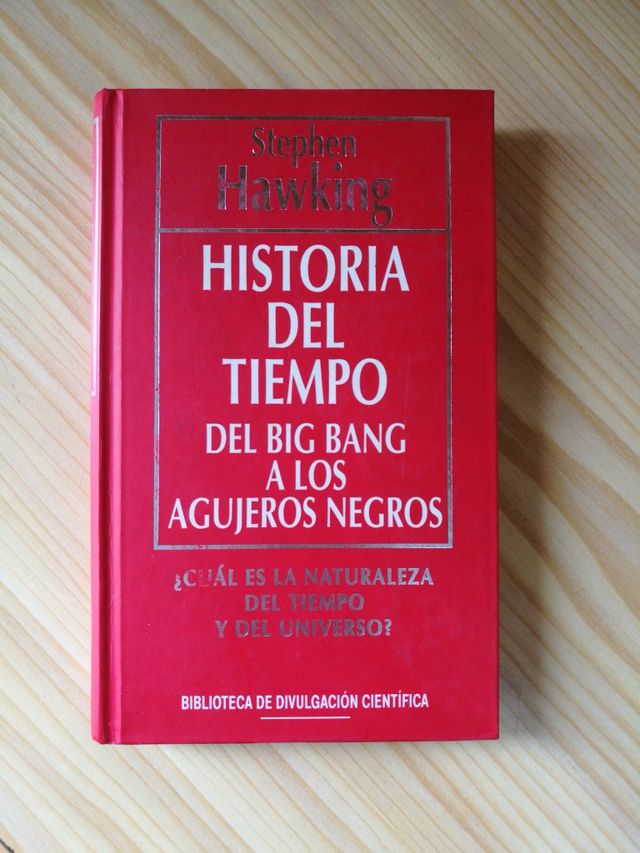 Stephen
Hawking
HISTORIA
DEL
TIEMPO
DEL BIG BANG
A LOS
AGUJEROS NEGROS
¿CUÁL ES LA NATURALEZA
DEL TIEMPO
Y DEL UNIVERSO?
BIBLIOTECA DE DIVULGACIÓN CIENTÍFICA